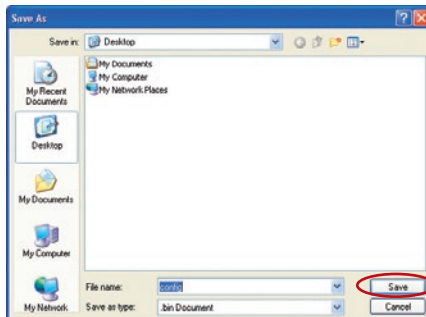 Save As
Save in: Desktop
My Documents
My Computer
My Network Places
My Recent
Documents
Desktop
My Documents
My Computer
My Network
File name: config Save
Save as type: .bin Document Cancel